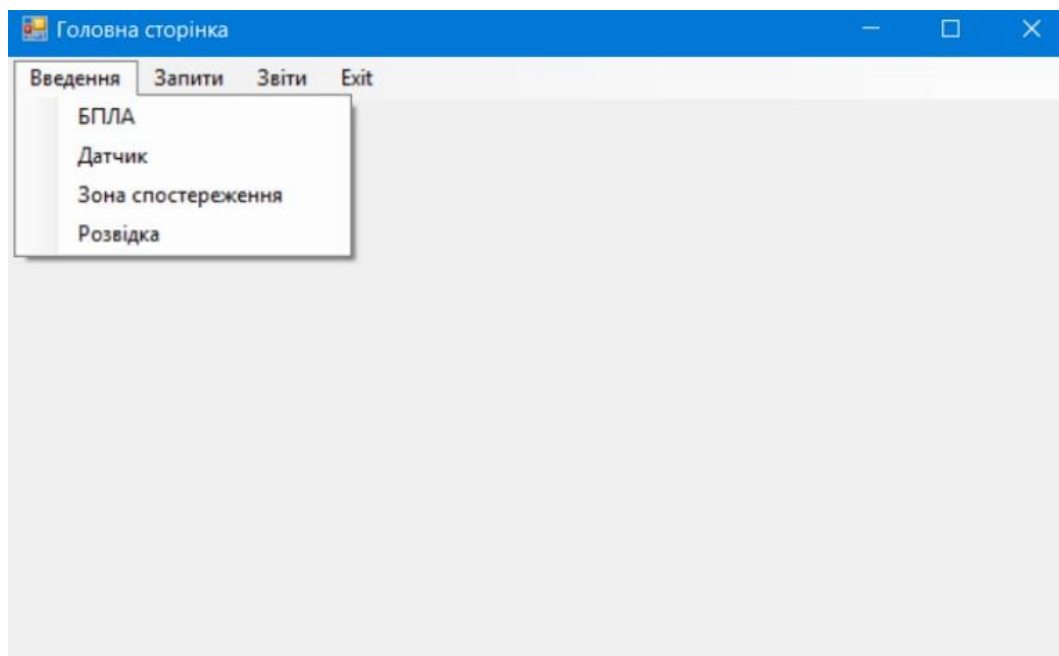 Головна сторінка
Введення Запити Звіти Exit
БПЛА
Датчик
Зона спостереження
Розвідка